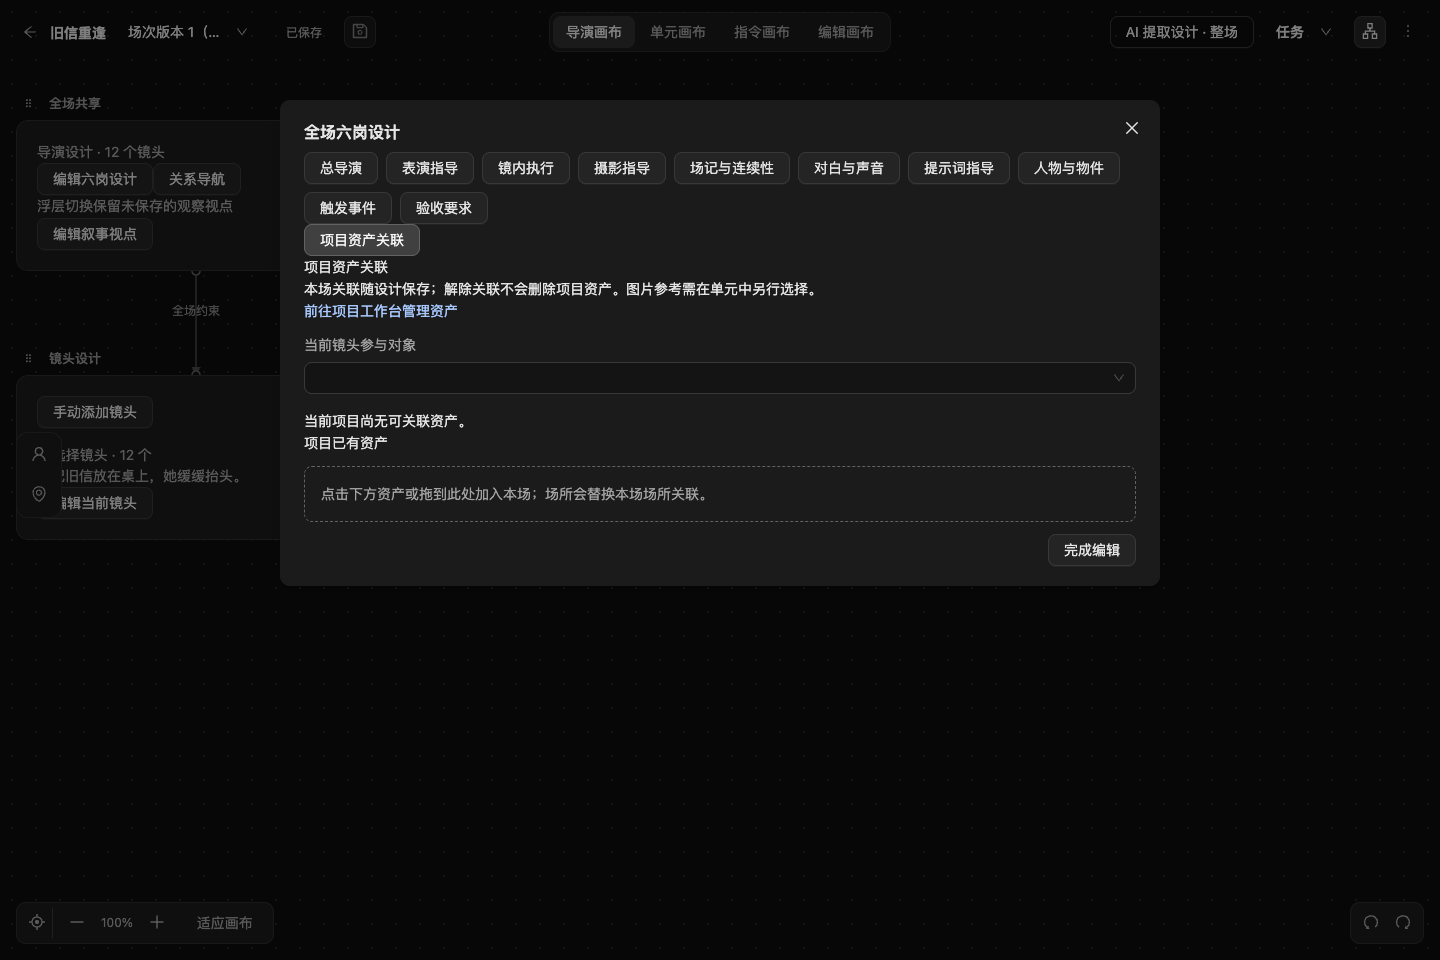 旧信重逢 场次版本 1（... 已保存 导演画布 单元画布 指令画布 编辑画布 AI 提取设计 · 整场 任务
全场共享
导演设计 · 12 个镜头
编辑六岗设计 关系导航
浮层切换保留未保存的观察视点
编辑叙事视点
全场约束
镜头设计
手动添加镜头
选择镜头 · 12 个
旧信放在桌上，她缓缓抬头。
编辑当前镜头
全场六岗设计
总导演 表演指导 镜内执行 摄影指导 场记与连续性 对白与声音 提示词指导 人物与物件
触发事件 验收要求
项目资产关联
项目资产关联
本场关联随设计保存；解除关联不会删除项目资产。图片参考需在单元中另行选择。
前往项目工作台管理资产
当前镜头参与对象
当前项目尚无可关联资产。
项目已有资产
点击下方资产或拖到此处加入本场；场所会替换本场场所关联。
完成编辑
100% 适应画布